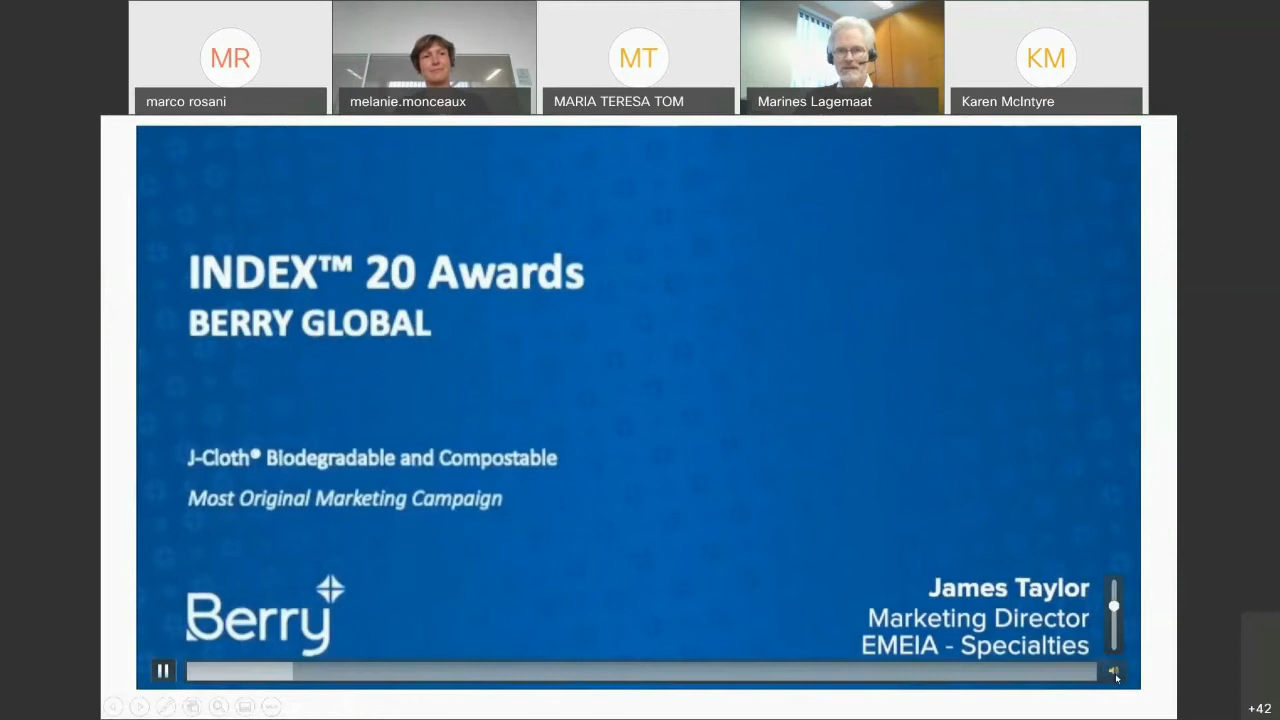 MR
MT
KM
marco rosani
melanie.monceaux
MARIA TERESA TOM
Marines Lagemaat
Karen McIntyre
INDEX™ 20 Awards
BERRY GLOBAL
J-Cloth® Biodegradable and Compostable
Most Original Marketing Campaign
Berry
James Taylor
Marketing Director
EMEIA - Specialties
+42